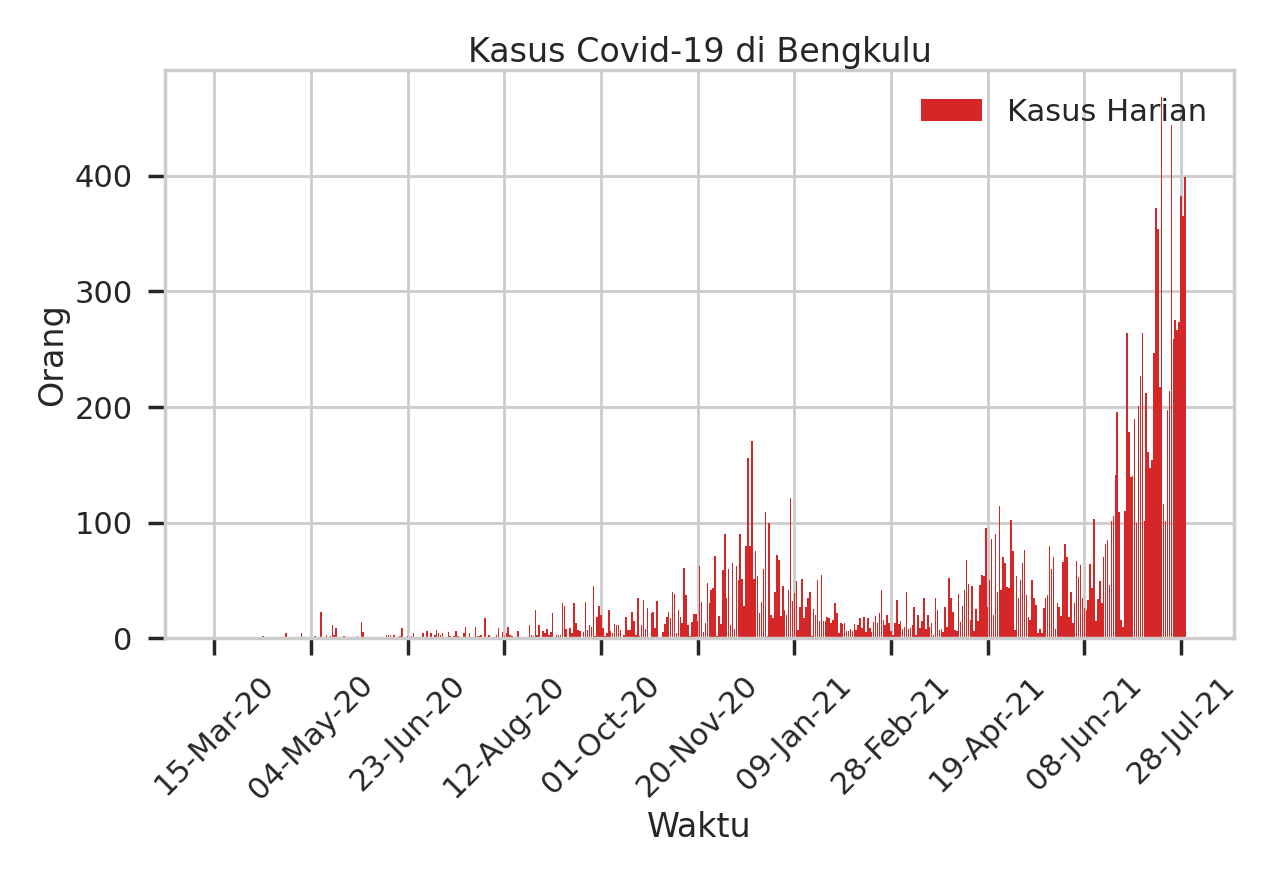 Kasus Covid-19 di Bengkulu
Kasus Harian
Orang
400
300
200
100
0
15-Mar-20
04-May-20
23-Jun-20
12-Aug-20
01-Oct-20
20-Nov-20
09-Jan-21
28-Feb-21
19-Apr-21
08-Jun-21
28-Jul-21
Waktu